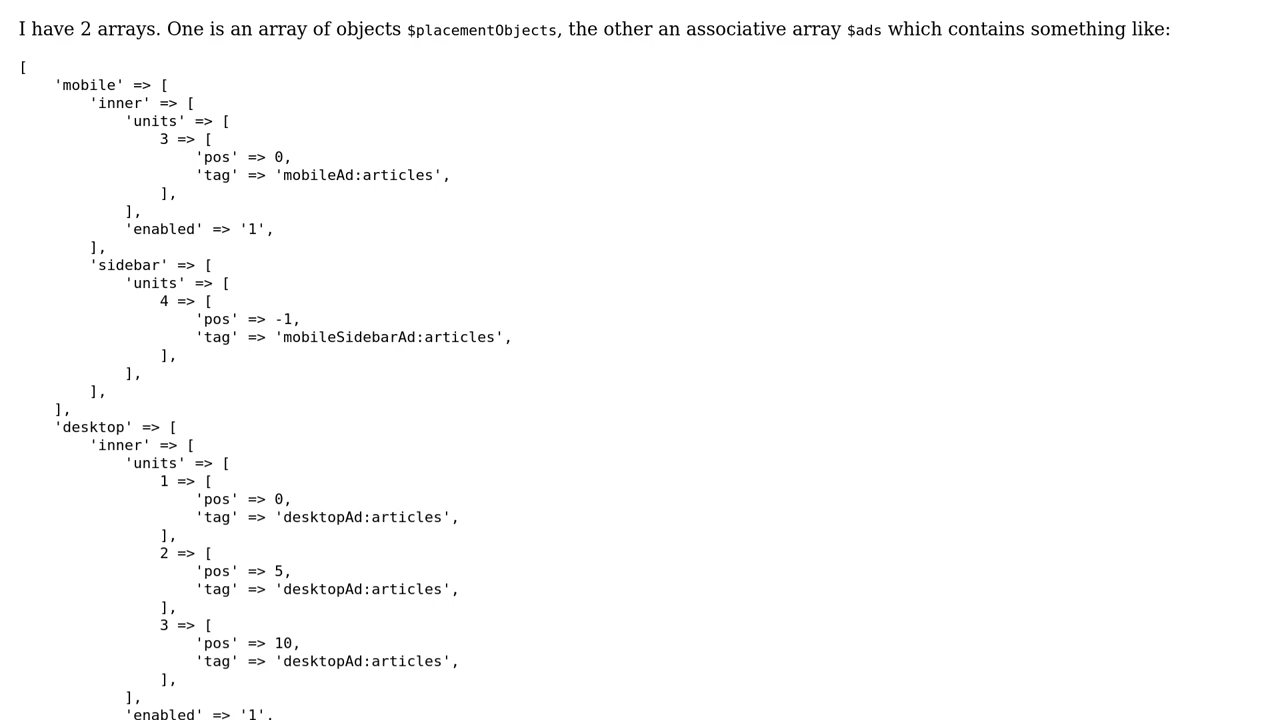 I have 2 arrays. One is an array of objects $placementObjects, the other an associative array $ads which contains something like:
[
    'mobile' => [
        'inner' => [
            'units' => [
                3 => [
                    'pos' => 0,
                    'tag' => 'mobileAd:articles',
                ],
            ],
            'enabled' => '1',
        ],
        'sidebar' => [
            'units' => [
                4 => [
                    'pos' => -1,
                    'tag' => 'mobileSidebarAd:articles',
                ],
            ],
        ],
    ],
    'desktop' => [
        'inner' => [
            'units' => [
                1 => [
                    'pos' => 0,
                    'tag' => 'desktopAd:articles',
                ],
                2 => [
                    'pos' => 5,
                    'tag' => 'desktopAd:articles',
                ],
                3 => [
                    'pos' => 10,
                    'tag' => 'desktopAd:articles',
                ],
            ],
            'enabled' => '1',